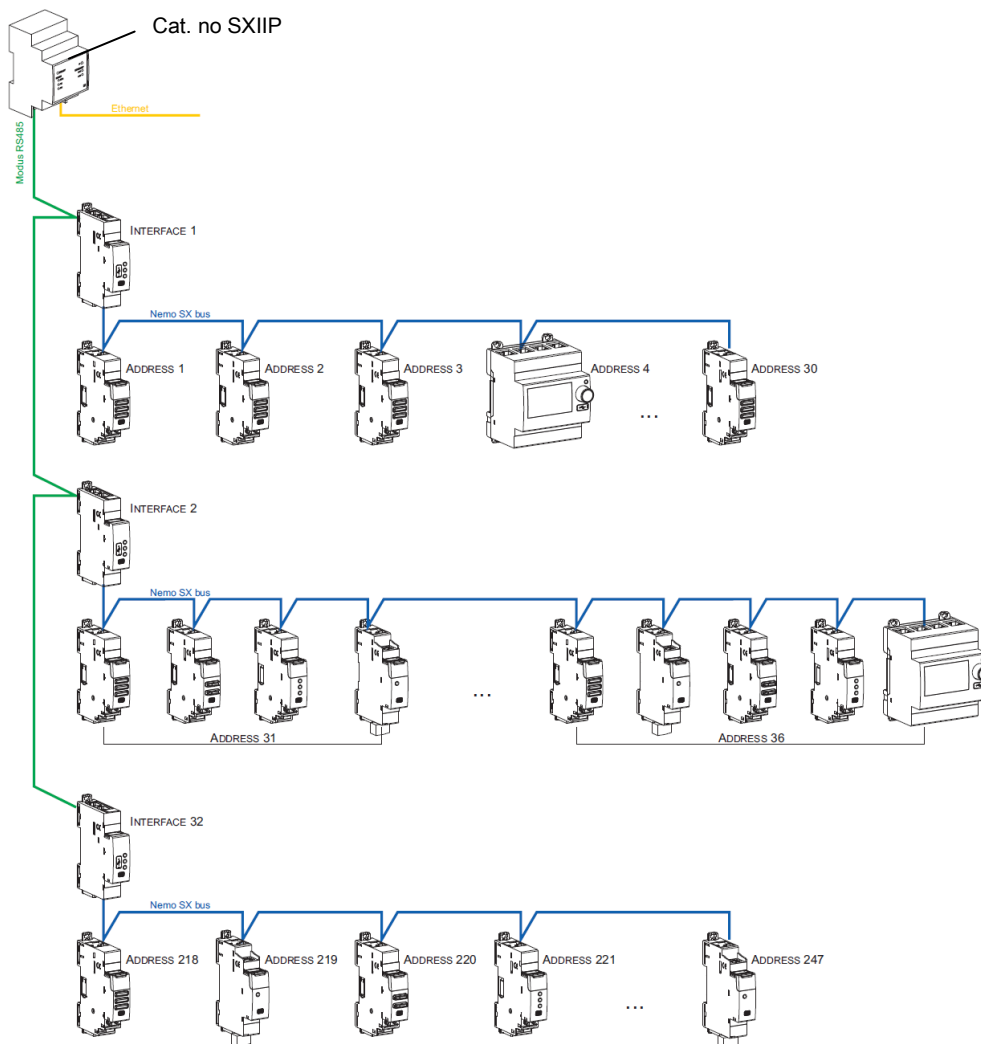 Cat. no SXIIP
Ethernet
Modus RS485
INTERFACE 1
Nemo SX bus
ADDRESS 1
ADDRESS 2
ADDRESS 3
ADDRESS 4
ADDRESS 30
...
INTERFACE 2
Nemo SX bus
...
ADDRESS 31
ADDRESS 36
INTERFACE 32
Nemo SX bus
ADDRESS 218
ADDRESS 219
ADDRESS 220
ADDRESS 221
ADDRESS 247
...